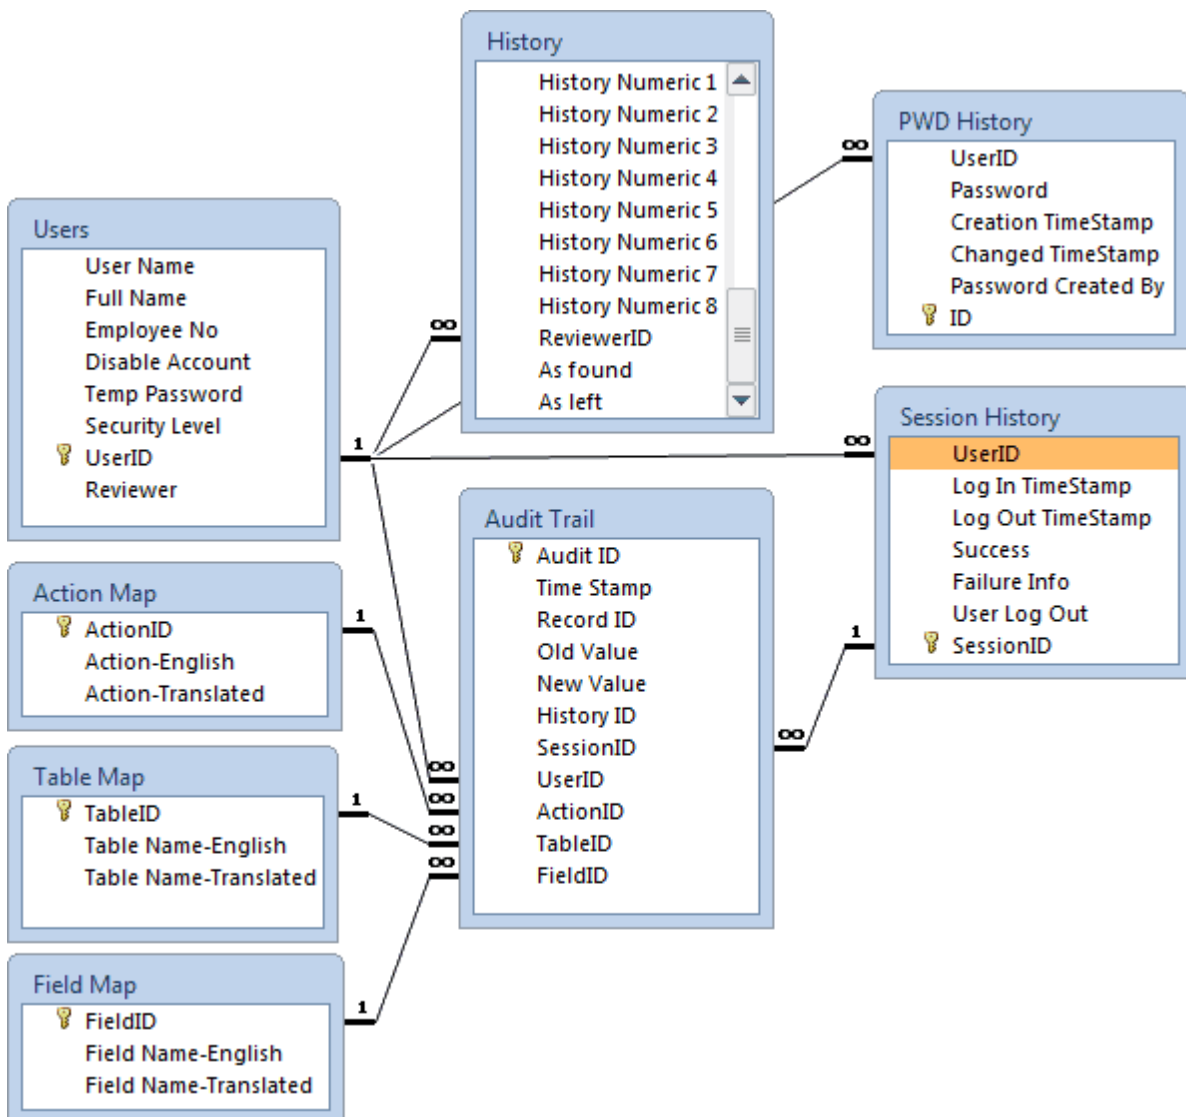 History
History Numeric 1
History Numeric 2
History Numeric 3
History Numeric 4
History Numeric 5
History Numeric 6
History Numeric 7
History Numeric 8
ReviewerID
As found
As left
∞
PWD History
UserID
Password
Creation TimeStamp
Changed TimeStamp
Password Created By
ID
∞
Users
User Name
Full Name
Employee No
Disable Account
Temp Password
Security Level
UserID
Reviewer
1
Session History
UserID
Log In TimeStamp
Log Out TimeStamp
Success
Failure Info
User Log Out
SessionID
∞
1
Audit Trail
Audit ID
Time Stamp
Record ID
Old Value
New Value
History ID
SessionID
UserID
ActionID
TableID
FieldID
∞
∞
∞
∞
∞
Action Map
ActionID
Action-English
Action-Translated
1
Table Map
TableID
Table Name-English
Table Name-Translated
1
Field Map
FieldID
Field Name-English
Field Name-Translated
1